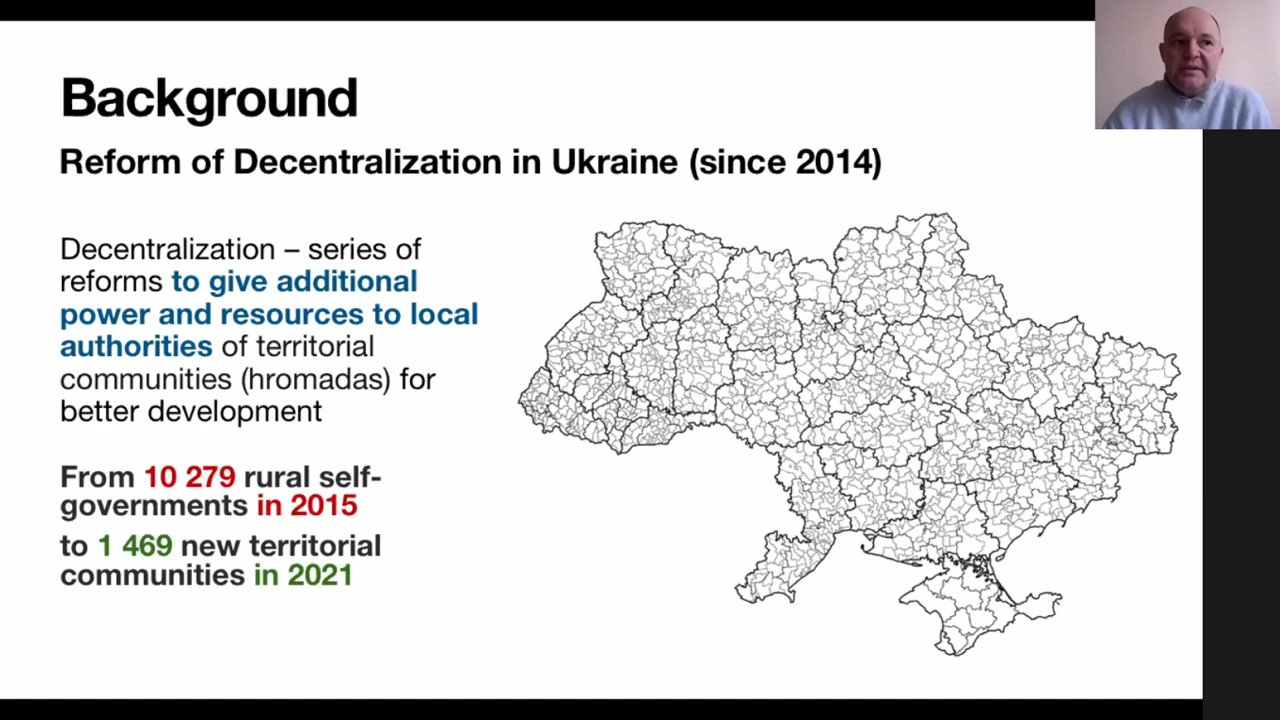 Background
Reform of Decentralization in Ukraine (since 2014)
Decentralization – series of
reforms to give additional
power and resources to local
authorities of territorial
communities (hromadas) for
better development
From 10 279 rural self-
governments in 2015
to 1 469 new territorial
communities in 2021